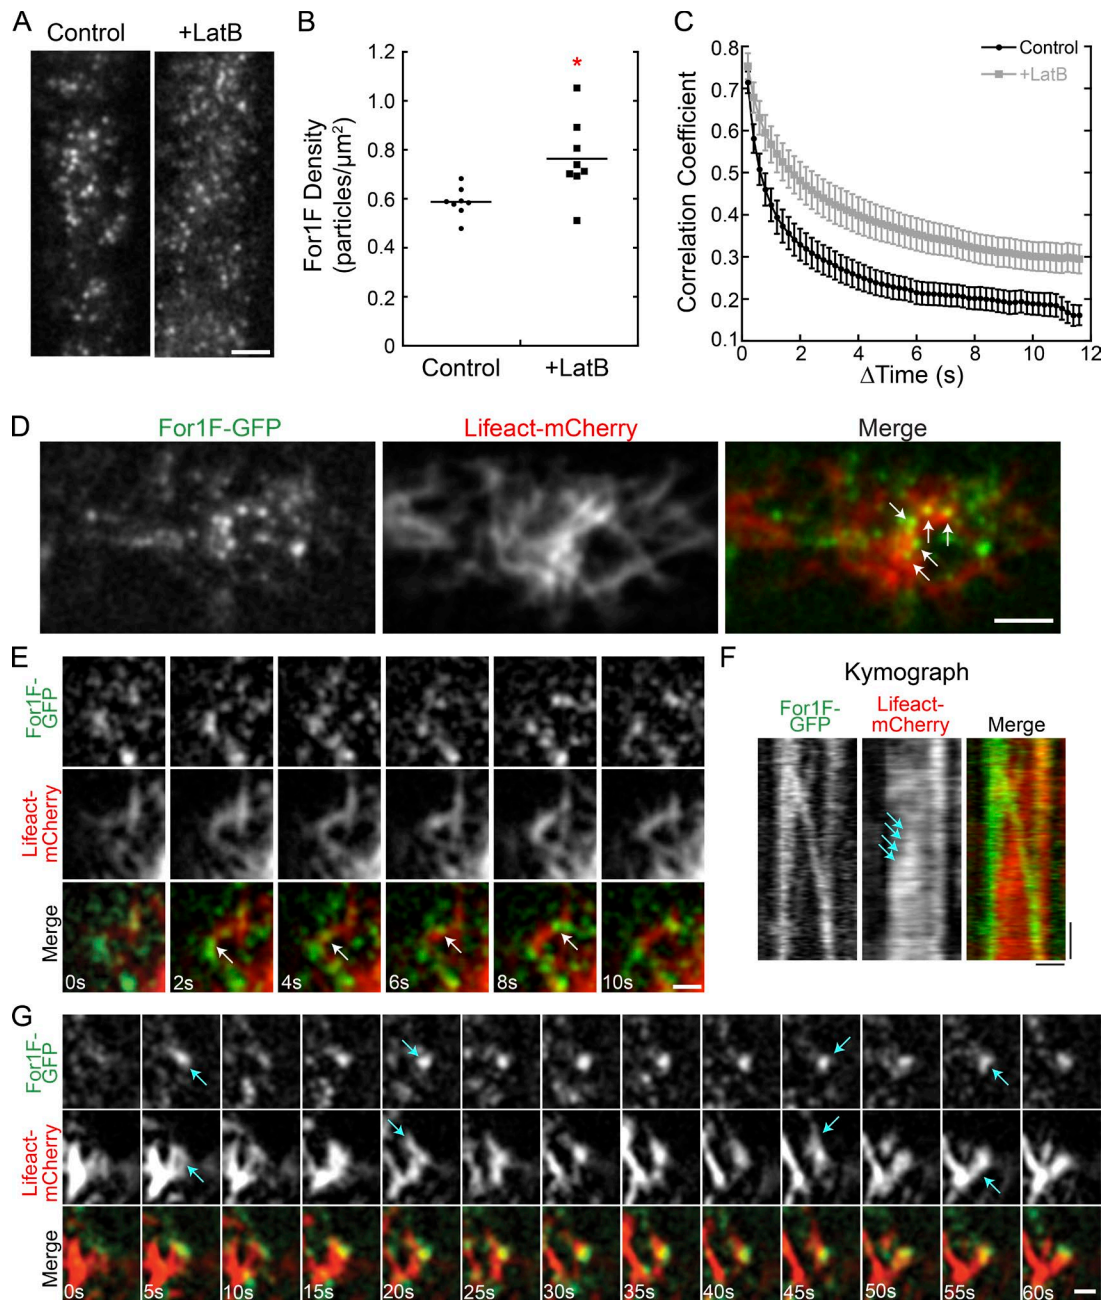 A
Control
+LatB
B
For1F Density
(particles/µm²)
1.2
1.0
0.8
0.6
0.4
0.2
0
*
Control
+LatB
C
Correlation Coefficient
0.8
0.7
0.6
0.5
0.4
0.3
0.2
0.1
0 2 4 6 8 10 12
ΔTime (s)
Control
+LatB
D
For1F-GFP
Lifeact-mCherry
Merge
E
For1F-
GFP
Lifeact-
mCherry
Merge
0s 2s 4s 6s 8s 10s
F
Kymograph
For1F-
GFP
Lifeact-
mCherry
Merge
G
For1F-
GFP
Lifeact-
mCherry
Merge
0s 5s 10s 15s 20s 25s 30s 35s 40s 45s 50s 55s 60s